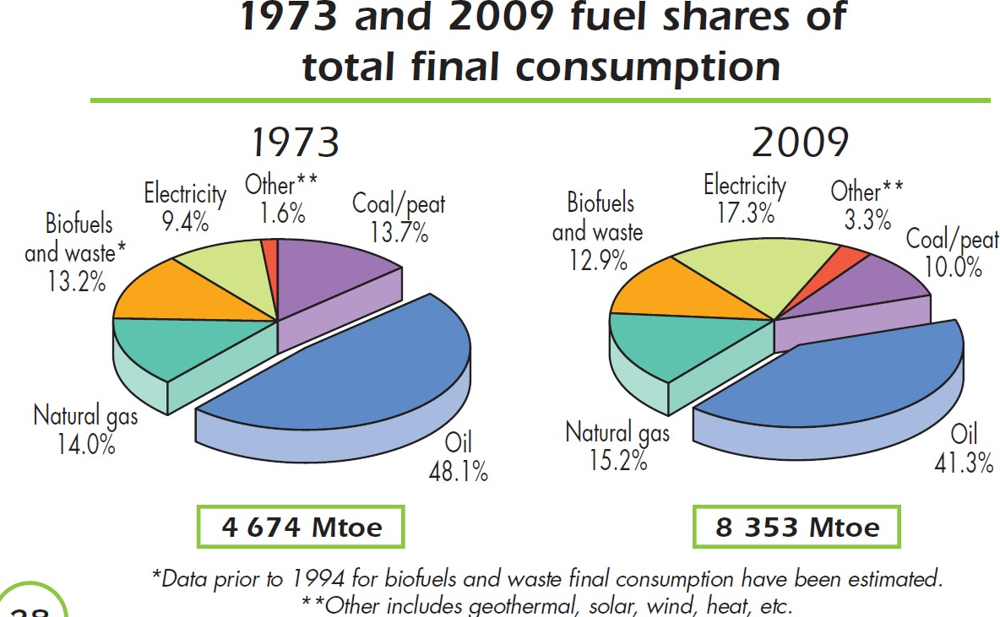 1973 and 2009 fuel shares of
total final consumption
1973
Other**
1.6%
Electricity
9.4%
Coal/peat
13.7%
Biofuels
and waste*
13.2%
Natural gas
14.0%
Oil
48.1%
4 674 Mtoe
2009
Electricity
17.3%
Other**
3.3%
Biofuels
and waste
12.9%
Coal/peat
10.0%
Natural gas
15.2%
Oil
41.3%
8 353 Mtoe
*Data prior to 1994 for biofuels and waste final consumption have been estimated.
**Other includes geothermal, solar, wind, heat, etc.